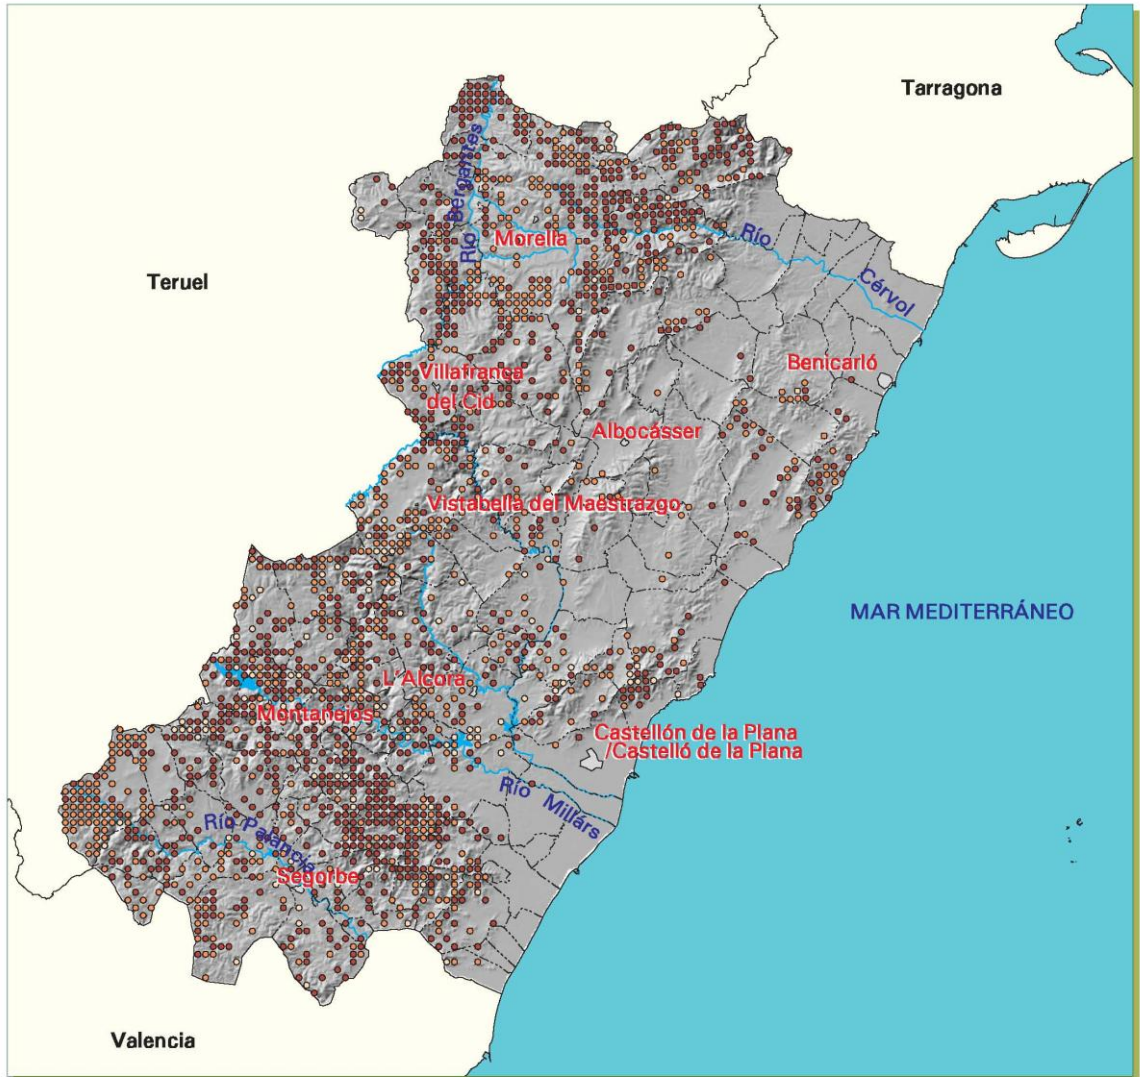 Tarragona
Río Bergantes
Morella
Río Cérvol
Teruel
Benicarló
Villafranca
del Cid
Albocásser
Vistabella del Maestrazgo
MAR MEDITERRÁNEO
L'Alcora
Montanejos
Castellón de la Plana
/Castelló de la Plana
Río Millárs
Río Palancia
Segorbe
Valencia